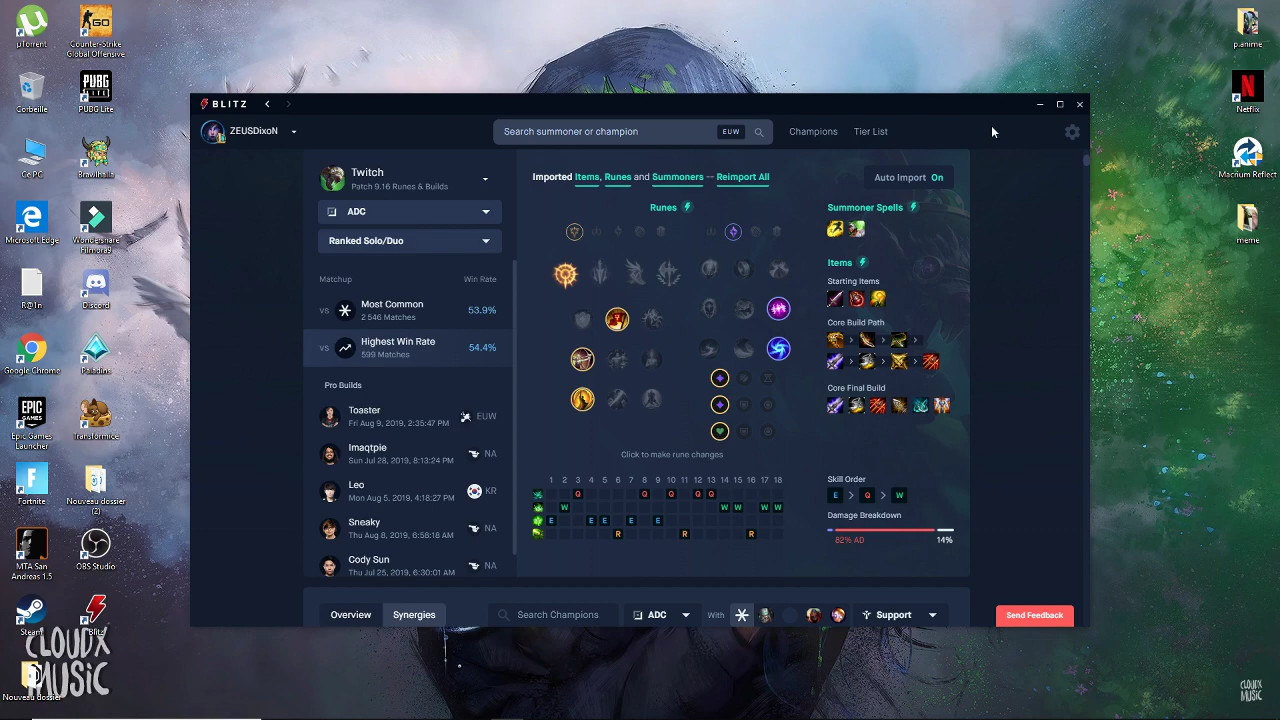 µTorrent
Counter-Strike
Global Offensive
Corbeille
PUBG Lite
Ce PC
Brawlhalla
Microsoft Edge
Wondershare
Filmora9
R@1n
Discord
Google Chrome
Paladins
Epic Games
Launcher
Transformice
Fortnite
Nouveau dossier
(2)
MTA San
Andreas 1.5
OBS Studio
Steam
Blitz
Nouveau dossier
CLOUDX
MUSIC
BLITZ
ZEUSDixoN
Search summoner or champion
EUW
Champions
Tier List
Twitch
Patch 9.16 Runes & Builds
ADC
Ranked Solo/Duo
Matchup
Win Rate
VS
Most Common
2 546 Matches
53.9%
VS
Highest Win Rate
599 Matches
54.4%
Pro Builds
Toaster
Fri Aug 9, 2019, 2:35:47 PM
EUW
Imaqtpie
Sun Jul 28, 2019, 8:13:24 PM
NA
Leo
Mon Aug 5, 2019, 4:18:27 PM
KR
Sneaky
Thu Aug 8, 2019, 6:58:18 AM
NA
Cody Sun
Thu Jul 25, 2019, 6:30:01 AM
NA
Imported Items, Runes and Summoners -- Reimport All
Auto Import On
Runes
Click to make rune changes
1 2 3 4 5 6 7 8 9 10 11 12 13 14 15 16 17 18
Q Q Q Q Q
W W W W W
E E E E E
R R R
Summoner Spells
Items
Starting Items
Core Build Path
Core Final Build
Skill Order
E > Q > W
Damage Breakdown
82% AD
14%
Overview
Synergies
Search Champions
ADC
With
Support
Send Feedback
p.anime
Netflix
Macrium Reflect
meme
CLOUDX
MUSIC